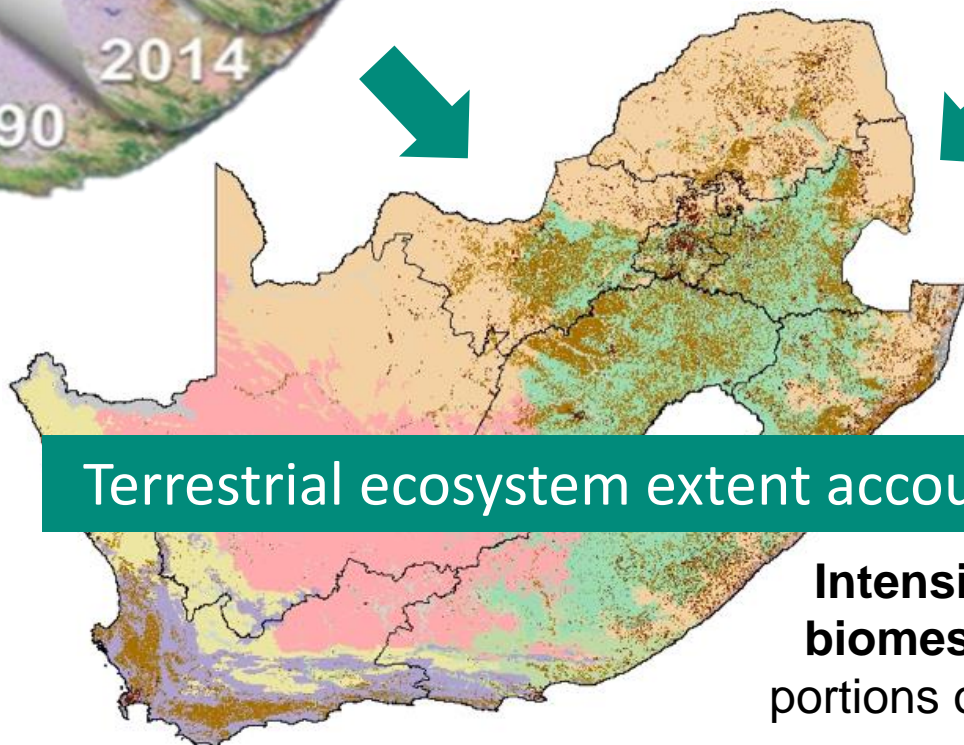 2014
90
Terrestrial ecosystem extent accou
Intensi
biomes
portions o